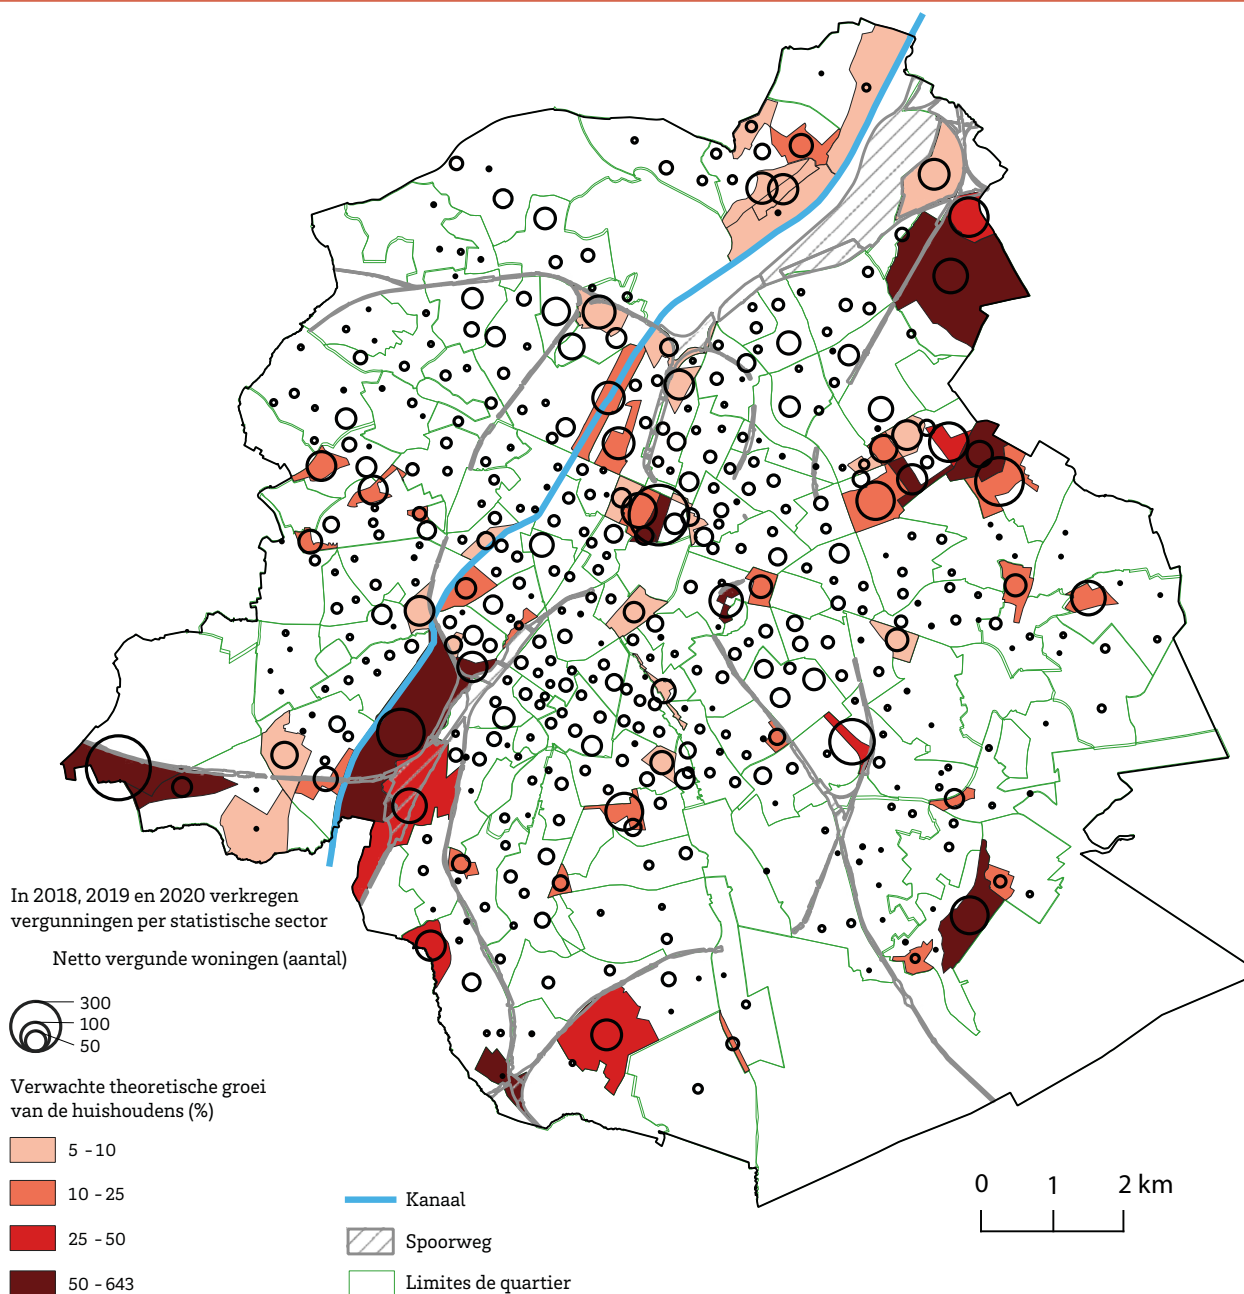 In 2018, 2019 en 2020 verkregen
vergunningen per statistische sector
Netto vergunde woningen (aantal)
300
100
50
Verwachte theoretische groei
van de huishoudens (%)
5 - 10
10 - 25
25 - 50
50 - 643
Kanaal
Spoorweg
Limites de quartier
0 1 2 km